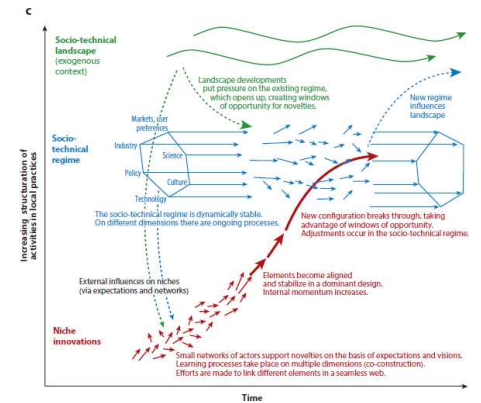 c
Socio-technical
landscape
(exogenous
context)
Landscape developments
put pressure on the existing regime,
which opens up, creating windows
of opportunity for novelties.
New regime
influences
landscape
Markets, user
preferences
Socio-
technical
regime
Industry
Science
Policy
Culture
Technology
The socio-technical regime is dynamically stable.
On different dimensions there are ongoing processes.
New configuration breaks through, taking
advantage of windows of opportunity.
Adjustments occur in the socio-technical regime.
Increasing structuration of
activities in local practices
External influences on niches
(via expectations and networks)
Elements become aligned
and stabilize in a dominant design.
Internal momentum increases.
Niche
innovations
Small networks of actors support novelties on the basis of expectations and visions.
Learning processes take place on multiple dimensions (co-construction).
Efforts are made to link different elements in a seamless web.
Time